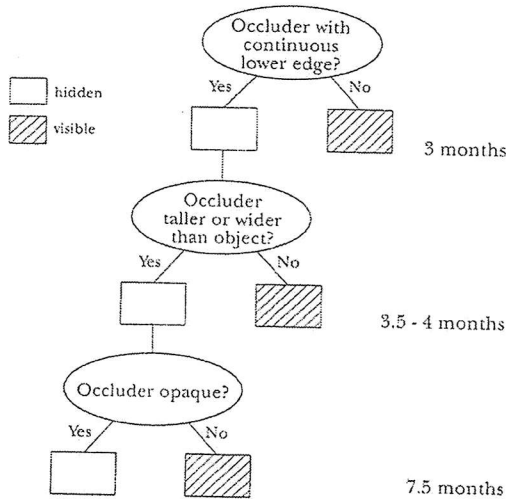 Occluder with
continuous
lower edge?
Yes
No
hidden
visible
3 months
Occluder
taller or wider
than object?
Yes
No
3.5 - 4 months
Occluder opaque?
Yes
No
7.5 months